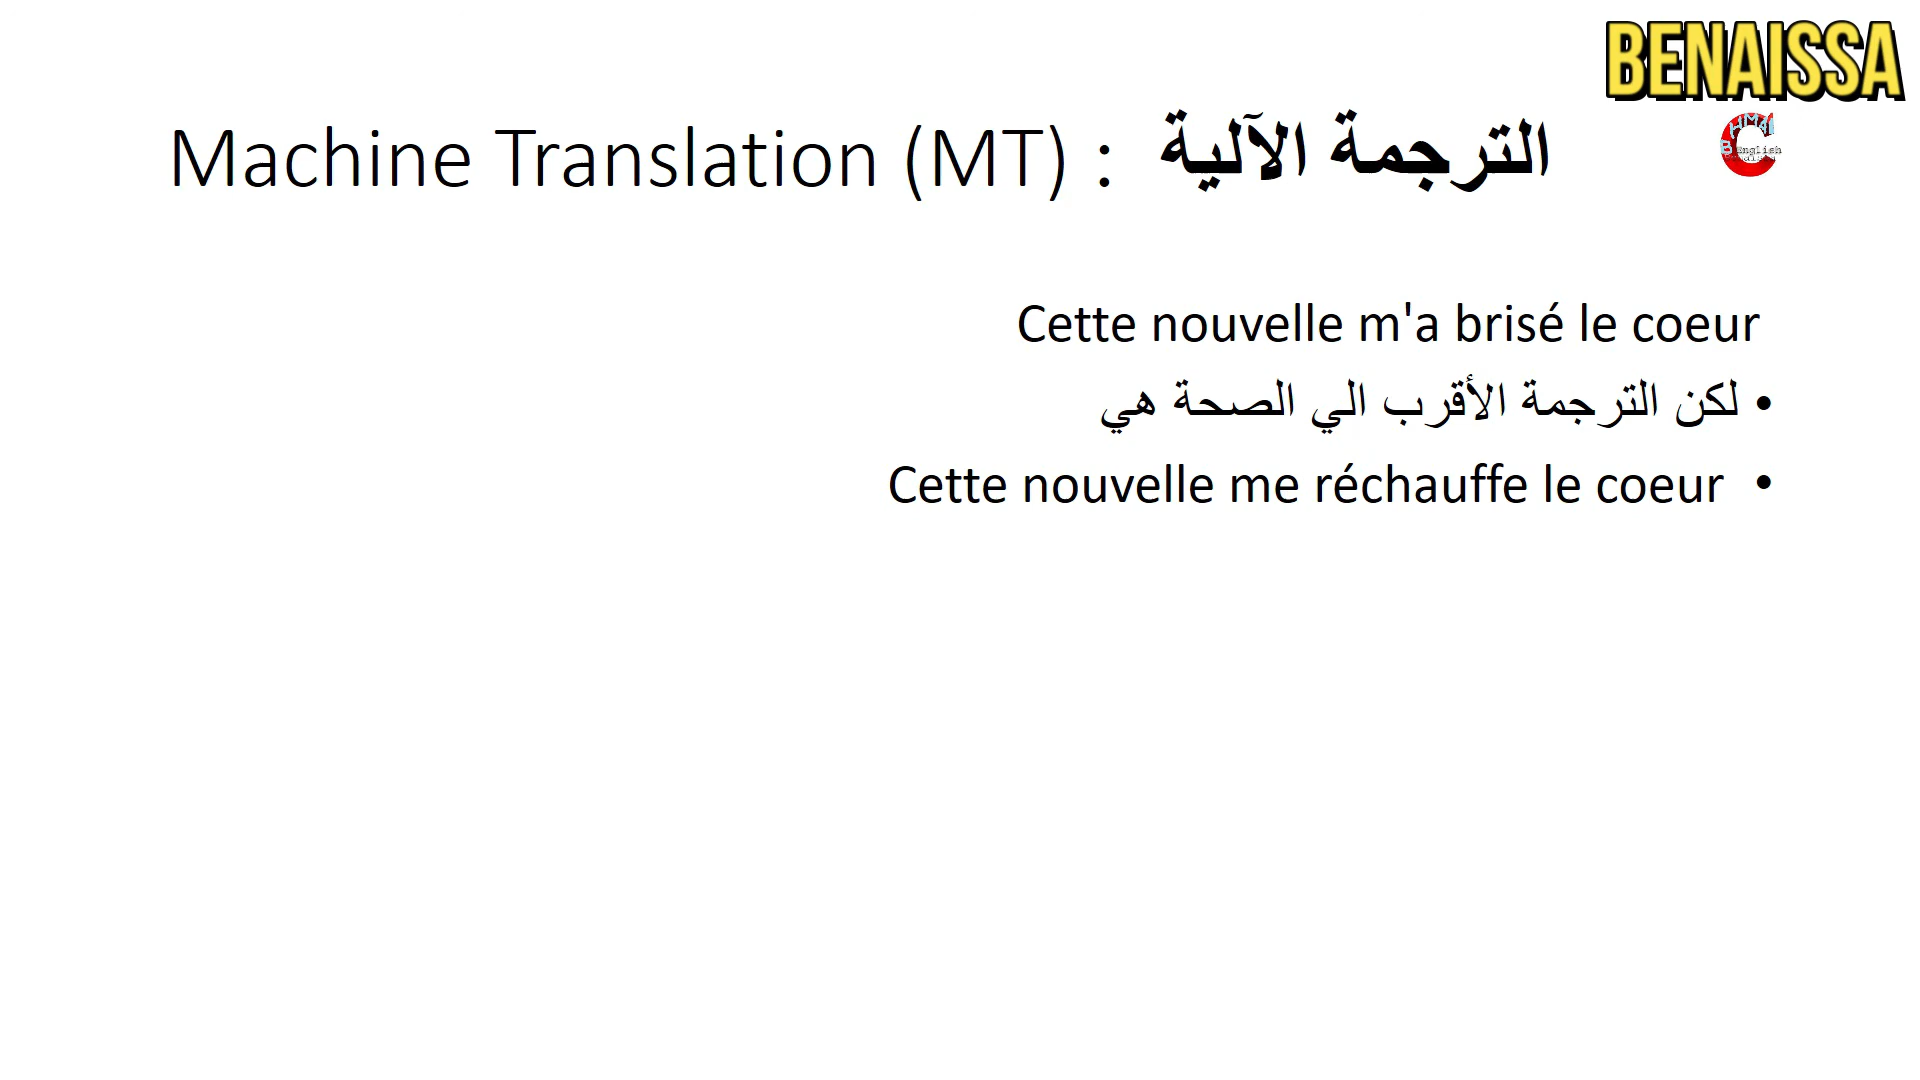 BENAISSA
Machine Translation (MT) : الترجمة الآلية
English
Cette nouvelle m'a brisé le coeur
• لكن الترجمة الأقرب الي الصحة هي
• Cette nouvelle me réchauffe le coeur